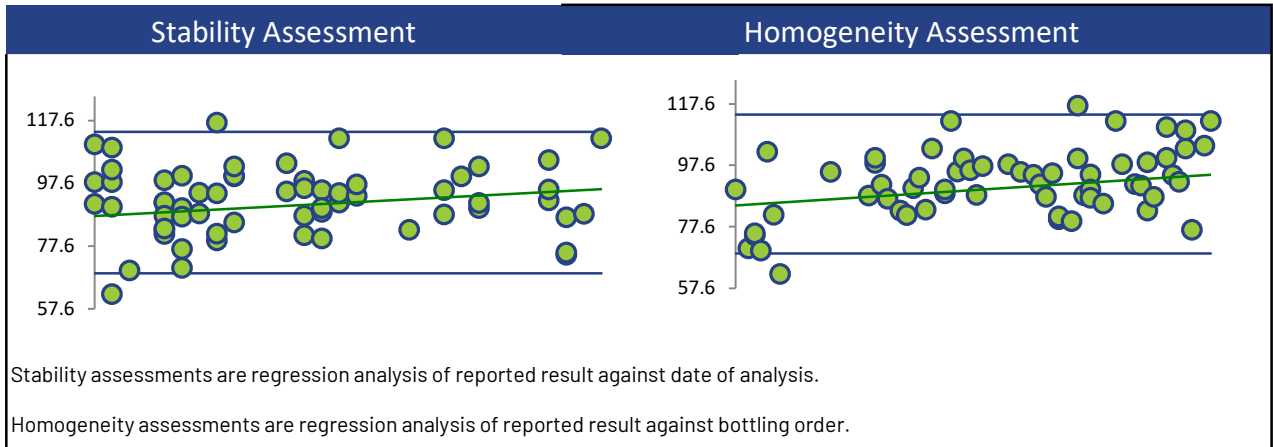 Stability Assessment
Homogeneity Assessment
117.6
97.6
77.6
57.6
117.6
97.6
77.6
57.6
Stability assessments are regression analysis of reported result against date of analysis.
Homogeneity assessments are regression analysis of reported result against bottling order.